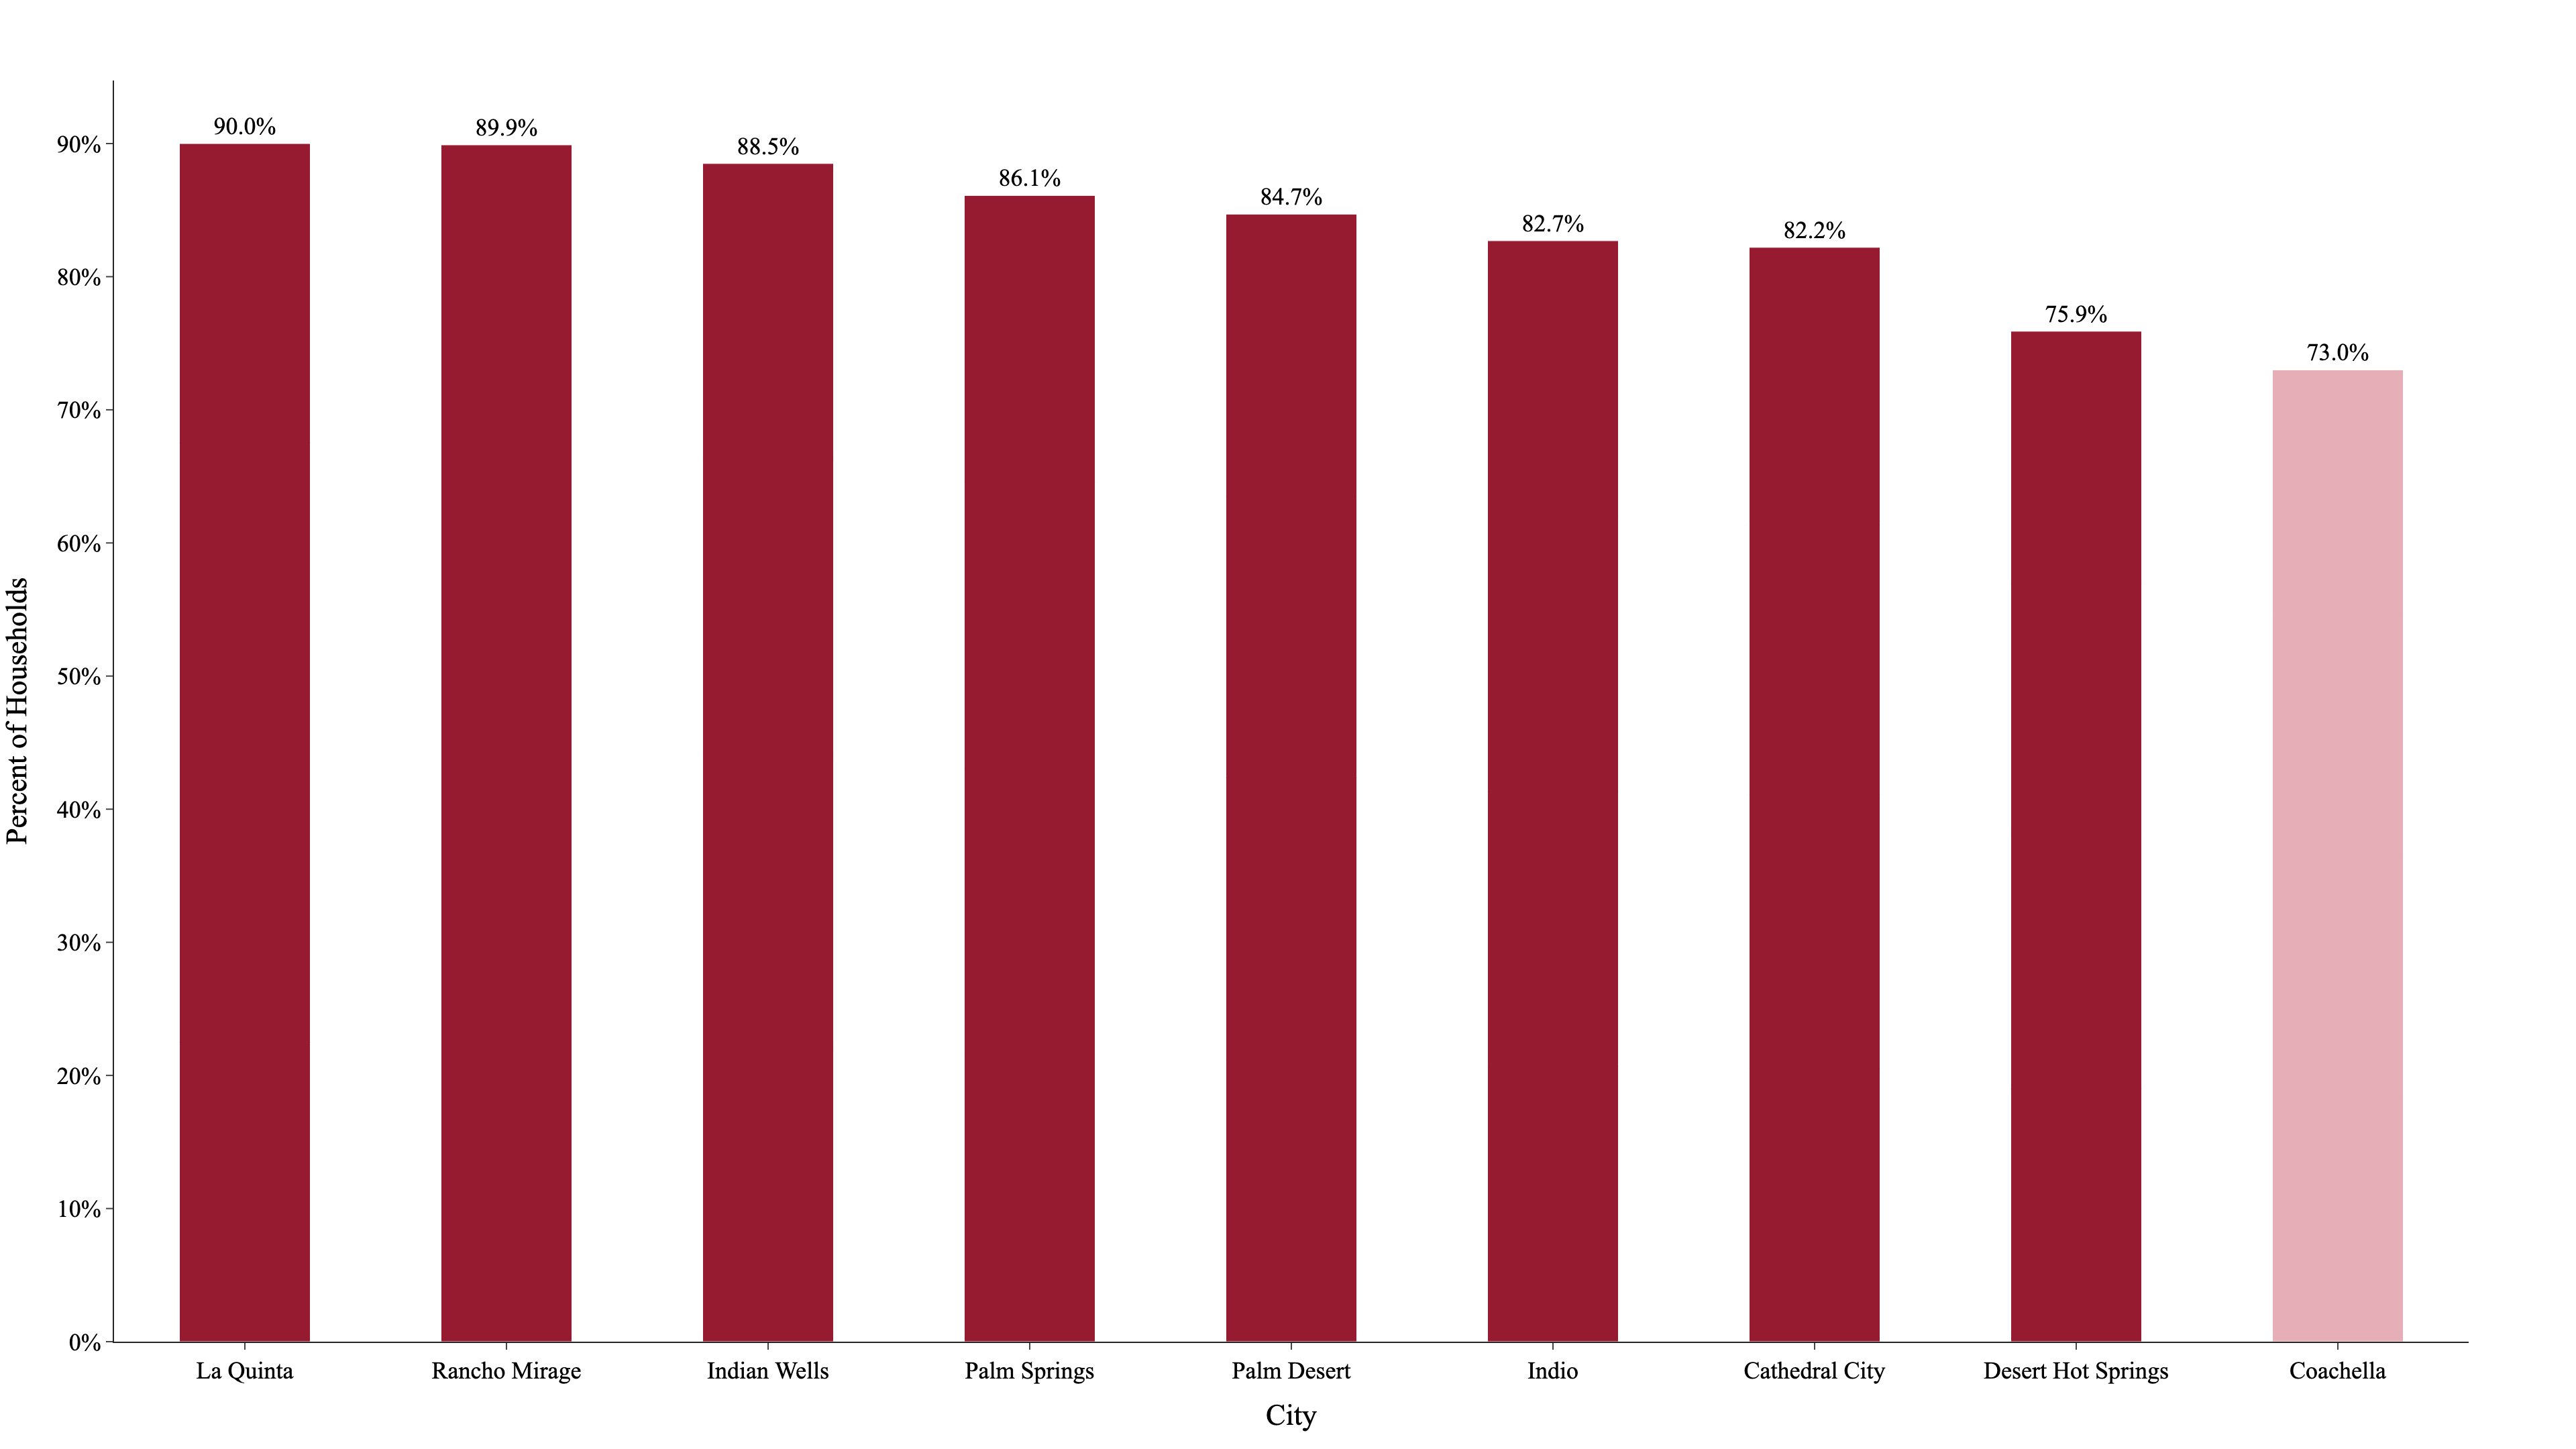 90.0%
89.9%
88.5%
86.1%
84.7%
82.7%
82.2%
75.9%
73.0%
90%
80%
70%
60%
50%
40%
30%
20%
10%
0%
Percent of Households
La Quinta
Rancho Mirage
Indian Wells
Palm Springs
Palm Desert
Indio
Cathedral City
Desert Hot Springs
Coachella
City